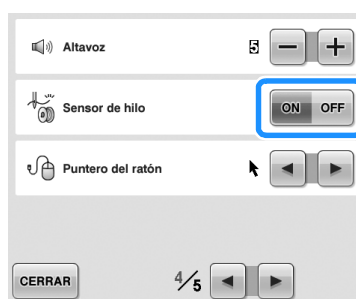 Altavoz 5 − +
Sensor de hilo ON OFF
Puntero del ratón
CERRAR 4/5